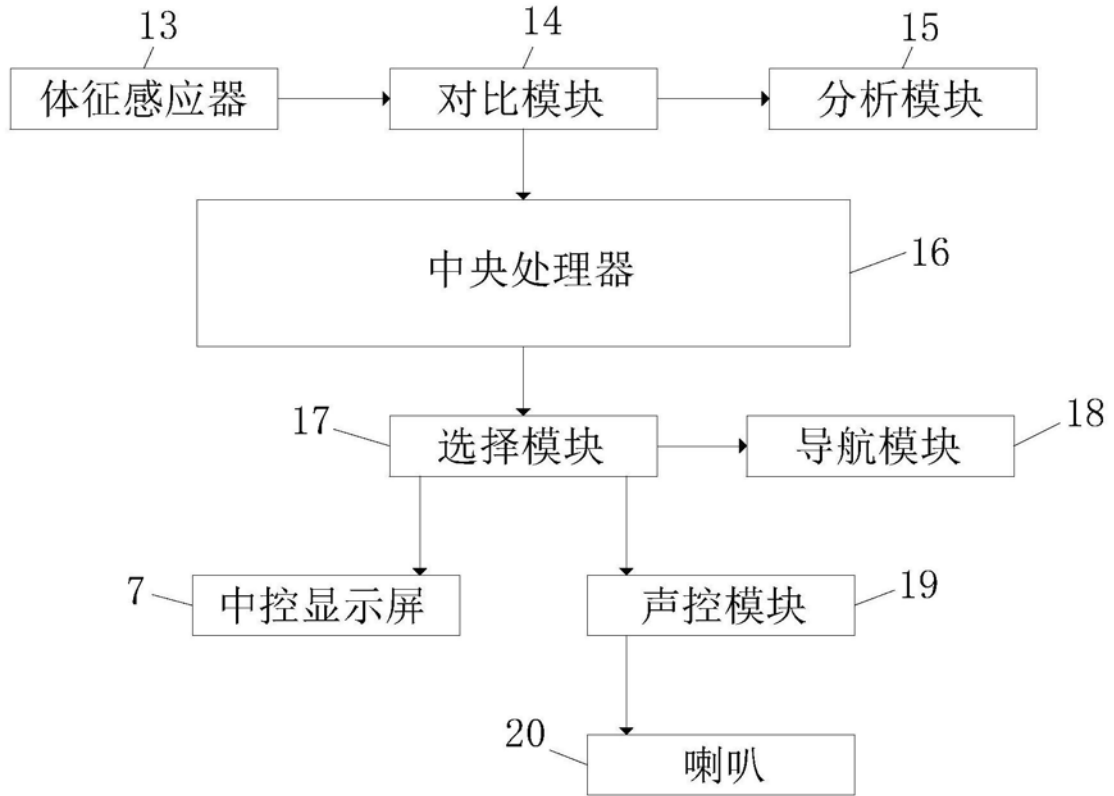 13
14
15
体征感应器
对比模块
分析模块
中央处理器
16
17
选择模块
导航模块
18
7
中控显示屏
声控模块
19
20
喇叭